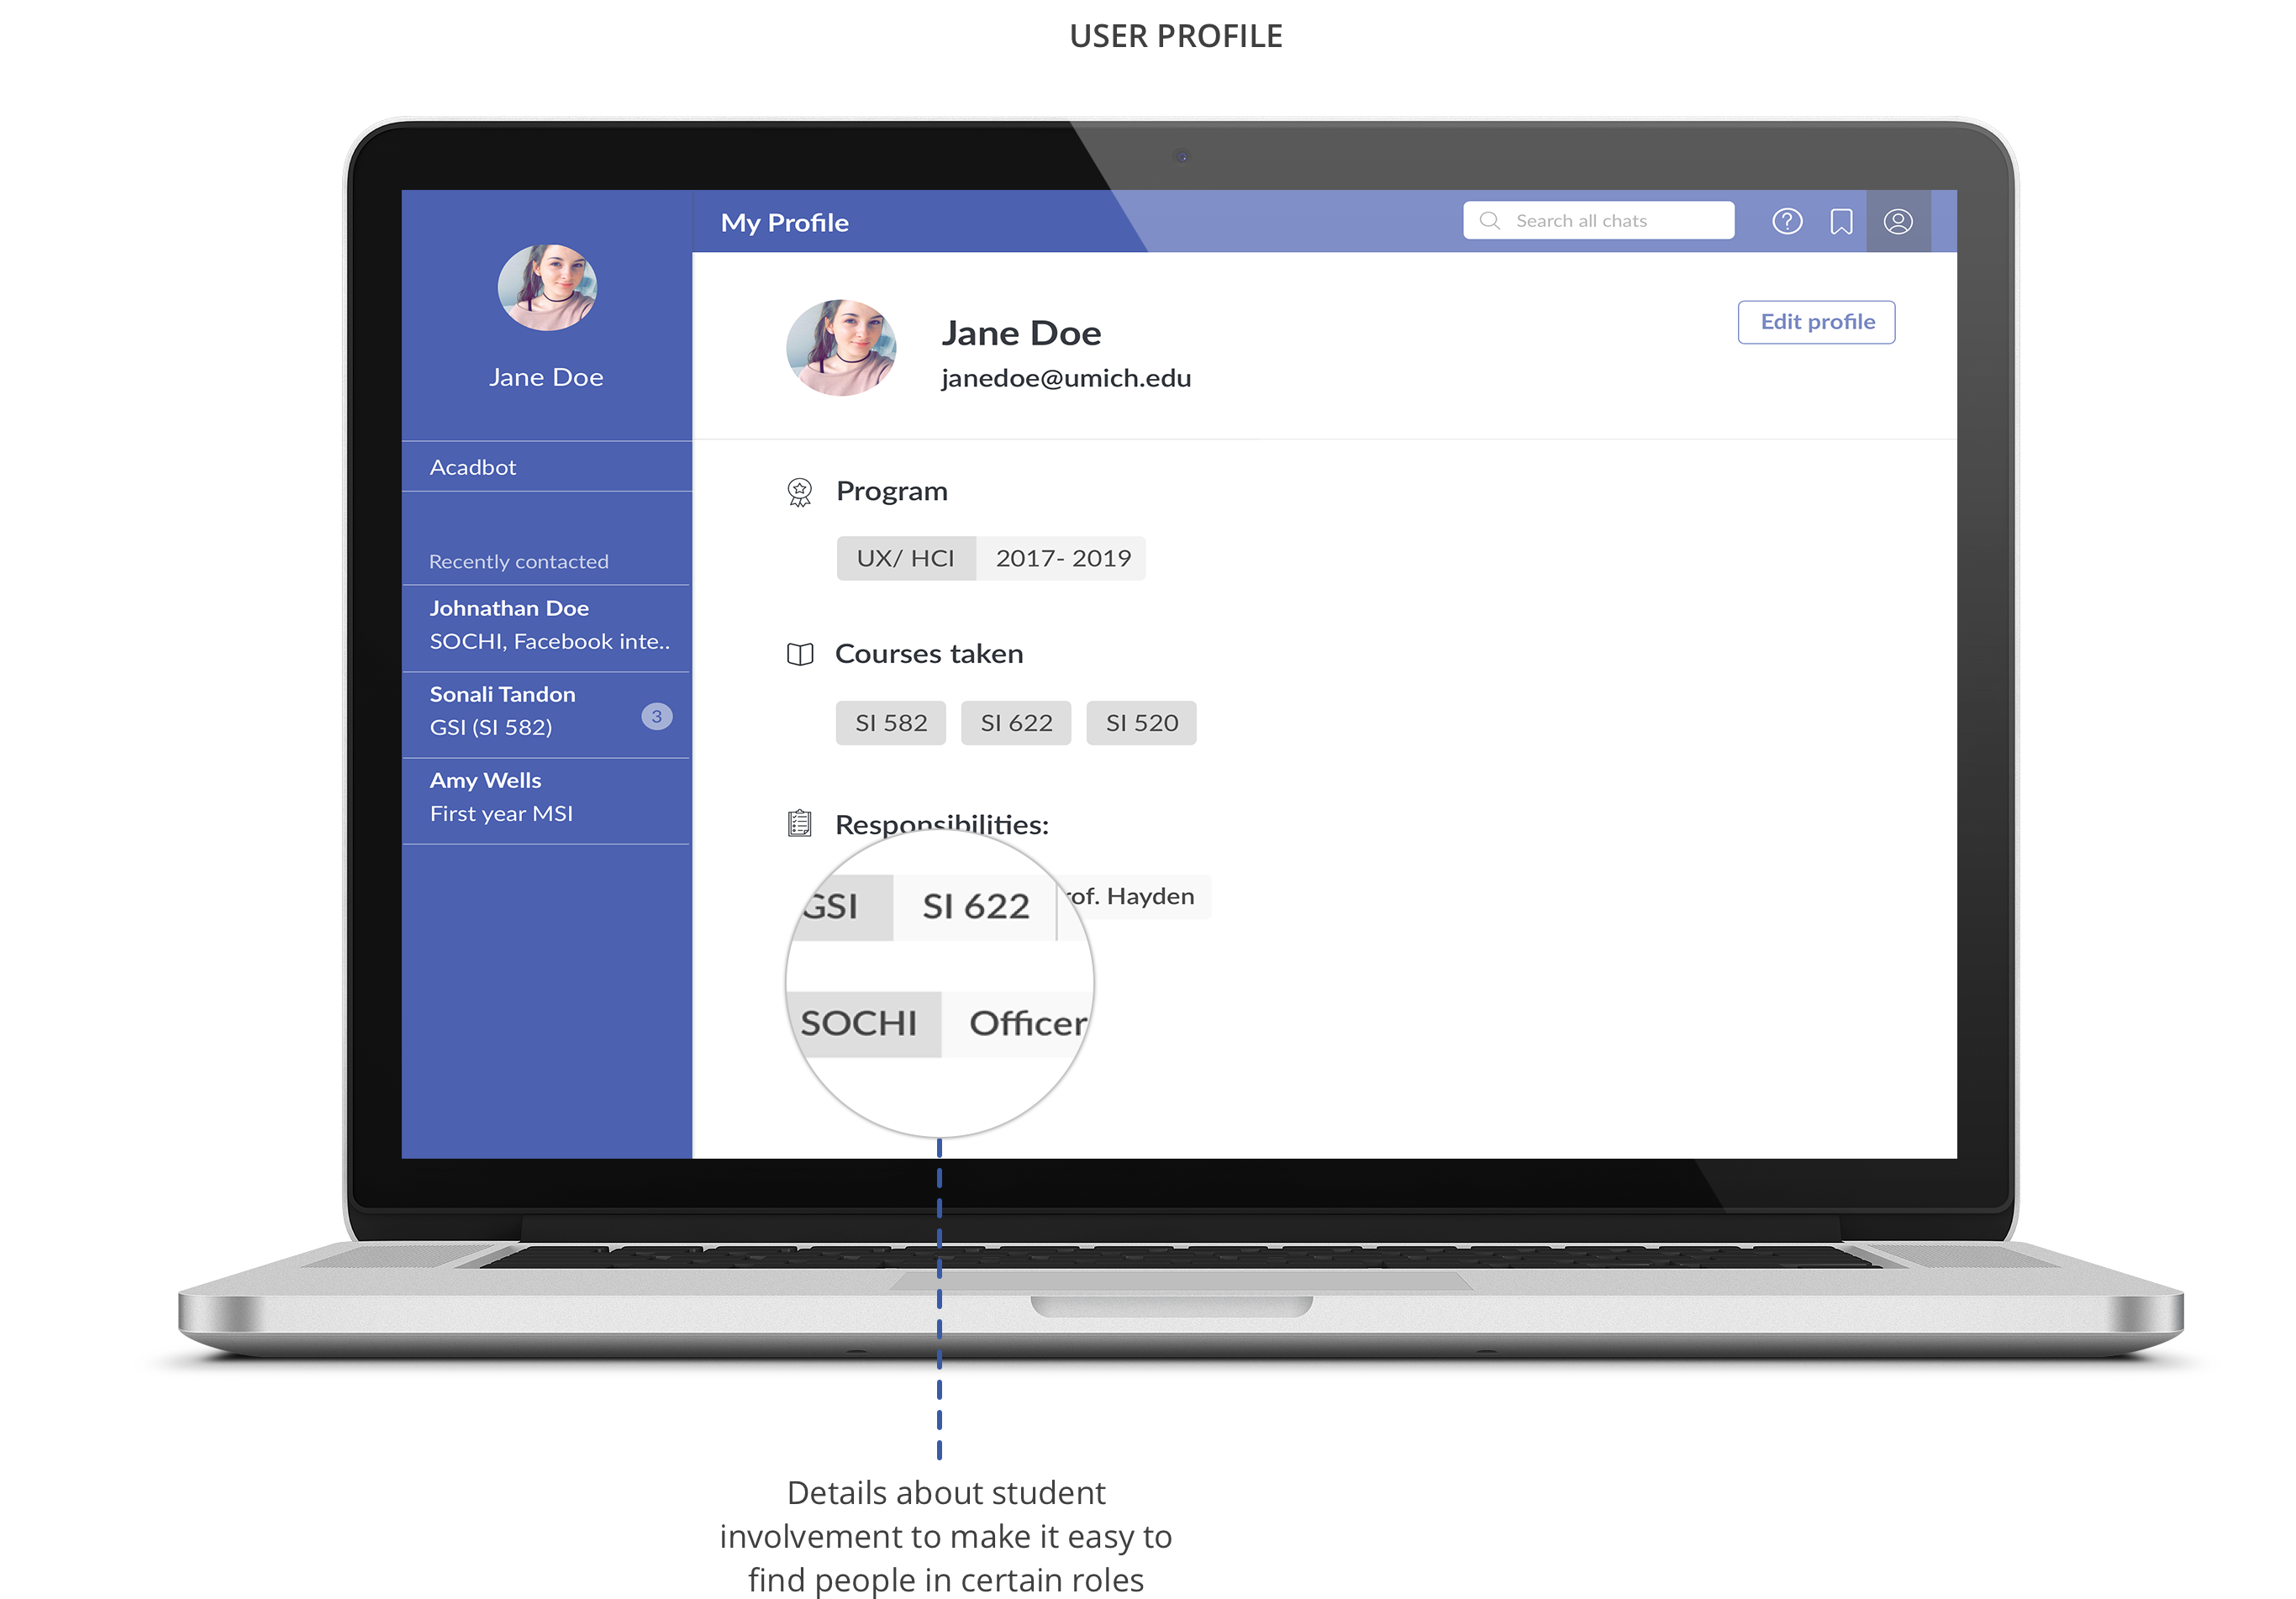 USER PROFILE
My Profile
Search all chats
Jane Doe
Acadbot
Recently contacted
Johnathan Doe
SOCHI, Facebook inte..
Sonali Tandon
GSI (SI 582)
3
Amy Wells
First year MSI
Jane Doe
janedoe@umich.edu
Edit profile
Program
UX/ HCI 2017- 2019
Courses taken
SI 582 SI 622 SI 520
Responsibilities:
GSI SI 622 rof. Hayden
SOCHI Officer
Details about student
involvement to make it easy to
find people in certain roles